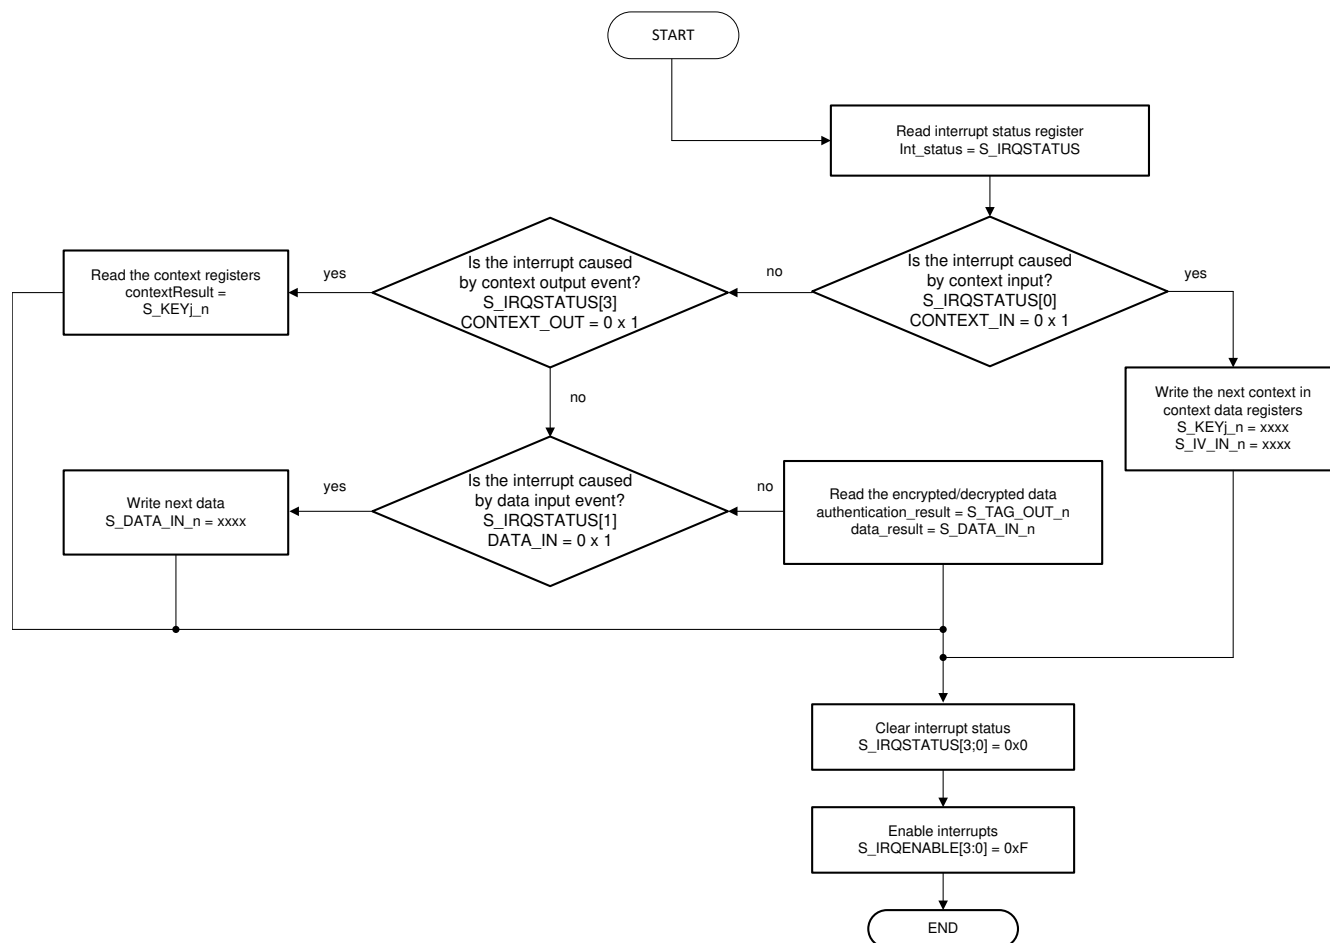 START
Read interrupt status register
Int_status = S_IRQSTATUS
Is the interrupt caused
by context input?
S_IRQSTATUS[0]
CONTEXT_IN = 0 x 1
no
yes
Is the interrupt caused
by context output event?
S_IRQSTATUS[3]
CONTEXT_OUT = 0 x 1
yes
no
Read the context registers
contextResult =
S_KEYj_n
Write the next context in
context data registers
S_KEYj_n = xxxx
S_IV_IN_n = xxxx
Is the interrupt caused
by data input event?
S_IRQSTATUS[1]
DATA_IN = 0 x 1
yes
no
Write next data
S_DATA_IN_n = xxxx
Read the encrypted/decrypted data
authentication_result = S_TAG_OUT_n
data_result = S_DATA_IN_n
Clear interrupt status
S_IRQSTATUS[3;0] = 0x0
Enable interrupts
S_IRQENABLE[3:0] = 0xF
END